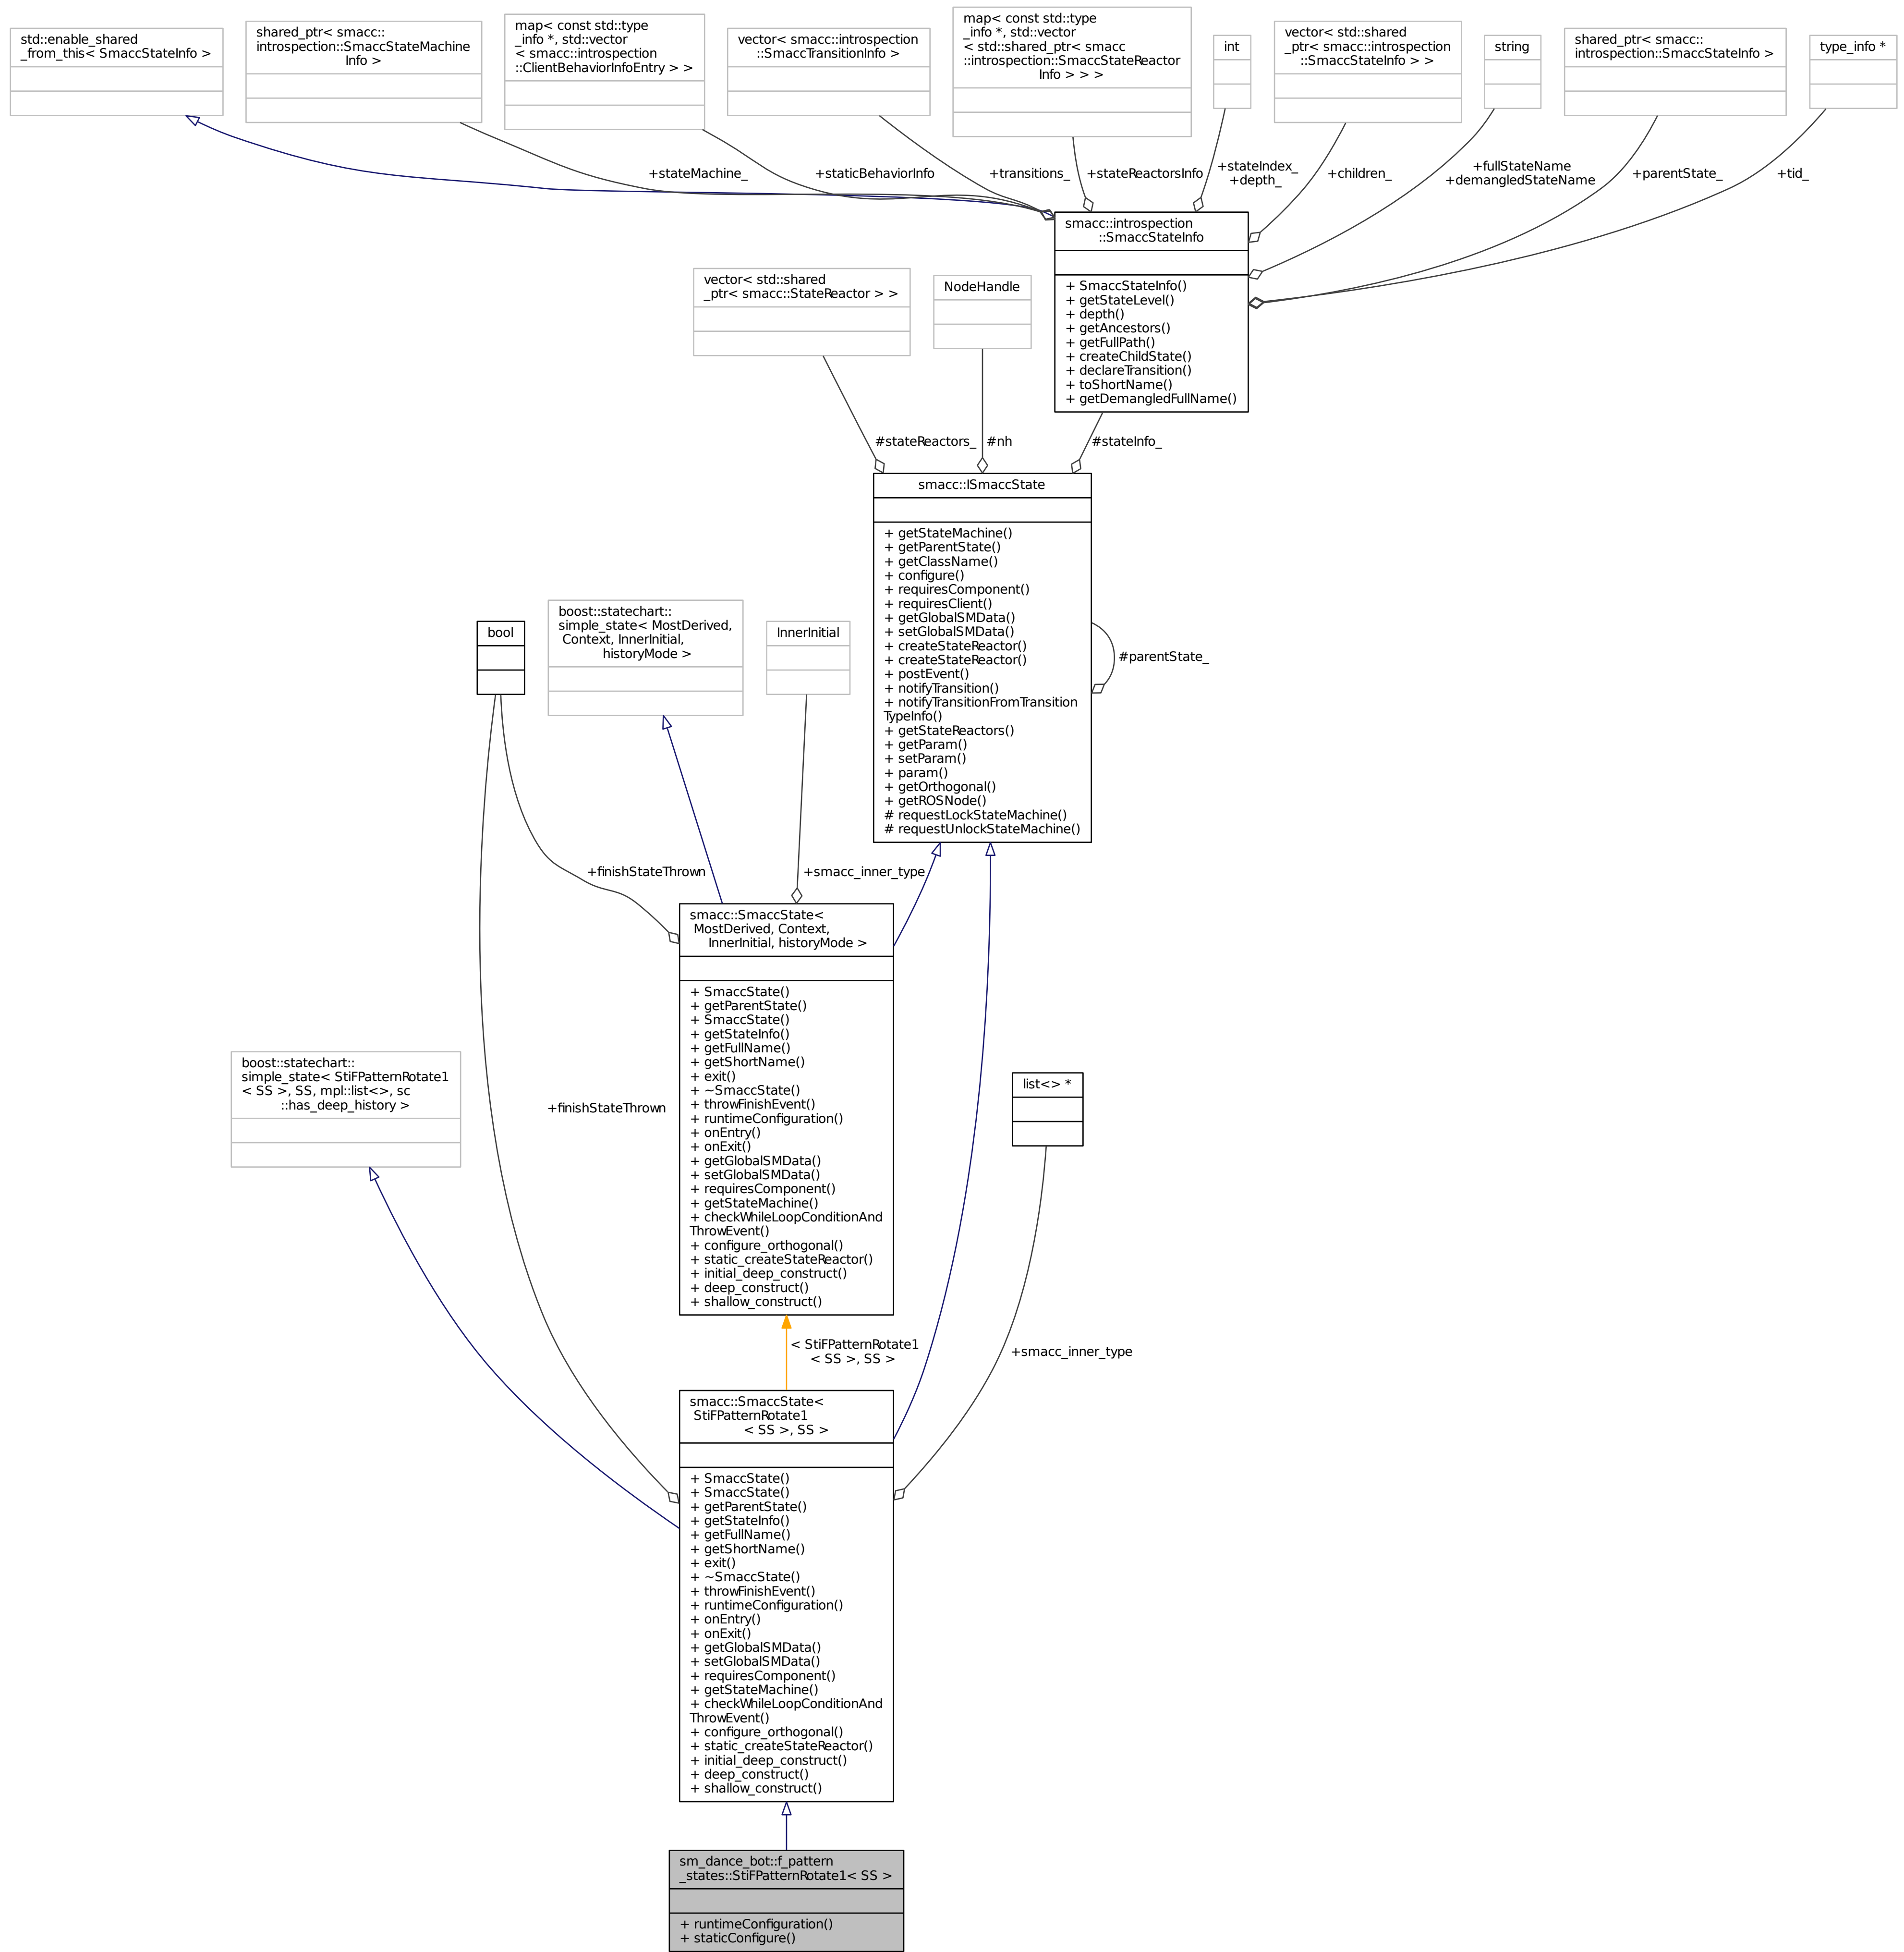 std::enable_shared
_from_this< SmaccStateInfo >
shared_ptr< smacc::
introspection::SmaccStateMachine
Info >
map< const std::type
_info *, std::vector
< smacc::introspection
::ClientBehaviorInfoEntry > >
vector< smacc::introspection
::SmaccTransitionInfo >
map< const std::type
_info *, std::vector
< std::shared_ptr< smacc
::introspection::SmaccStateReactor
Info > > >
int
vector< std::shared
_ptr< smacc::introspection
::SmaccStateInfo > >
string
shared_ptr< smacc::
introspection::SmaccStateInfo >
type_info *
+stateMachine_
+staticBehaviorInfo
+transitions_
+stateReactorsInfo
+stateIndex_
+depth_
+children_
+fullStateName
+demangledStateName
+parentState_
+tid_
smacc::introspection
::SmaccStateInfo
+ SmaccStateInfo()
+ getStateLevel()
+ depth()
+ getAncestors()
+ getFullPath()
+ createChildState()
+ declareTransition()
+ toShortName()
+ getDemangledFullName()
vector< std::shared
_ptr< smacc::StateReactor > >
NodeHandle
#stateReactors_
#nh
#stateInfo_
smacc::ISmaccState
+ getStateMachine()
+ getParentState()
+ getClassName()
+ configure()
+ requiresComponent()
+ requiresClient()
+ getGlobalSMData()
+ setGlobalSMData()
+ createStateReactor()
+ createStateReactor()
+ postEvent()
+ notifyTransition()
+ notifyTransitionFromTransition
TypeInfo()
+ getStateReactors()
+ getParam()
+ setParam()
+ param()
+ getOrthogonal()
+ getROSNode()
# requestLockStateMachine()
# requestUnlockStateMachine()
#parentState_
bool
boost::statechart::
simple_state< MostDerived,
Context, InnerInitial,
historyMode >
InnerInitial
+finishStateThrown
+smacc_inner_type
smacc::SmaccState<
MostDerived, Context,
InnerInitial, historyMode >
+ SmaccState()
+ getParentState()
+ SmaccState()
+ getStateInfo()
+ getFullName()
+ getShortName()
+ exit()
+ ~SmaccState()
+ throwFinishEvent()
+ runtimeConfiguration()
+ onEntry()
+ onExit()
+ getGlobalSMData()
+ setGlobalSMData()
+ requiresComponent()
+ getStateMachine()
+ checkWhileLoopConditionAnd
ThrowEvent()
+ configure_orthogonal()
+ static_createStateReactor()
+ initial_deep_construct()
+ deep_construct()
+ shallow_construct()
boost::statechart::
simple_state< StiFPatternRotate1
< SS >, SS, mpl::list<>, sc
::has_deep_history >
+finishStateThrown
list<> *
< StiFPatternRotate1
< SS >, SS >
+smacc_inner_type
smacc::SmaccState<
StiFPatternRotate1
< SS >, SS >
+ SmaccState()
+ SmaccState()
+ getParentState()
+ getStateInfo()
+ getFullName()
+ getShortName()
+ exit()
+ ~SmaccState()
+ throwFinishEvent()
+ runtimeConfiguration()
+ onEntry()
+ onExit()
+ getGlobalSMData()
+ setGlobalSMData()
+ requiresComponent()
+ getStateMachine()
+ checkWhileLoopConditionAnd
ThrowEvent()
+ configure_orthogonal()
+ static_createStateReactor()
+ initial_deep_construct()
+ deep_construct()
+ shallow_construct()
sm_dance_bot::f_pattern
_states::StiFPatternRotate1< SS >
+ runtimeConfiguration()
+ staticConfigure()